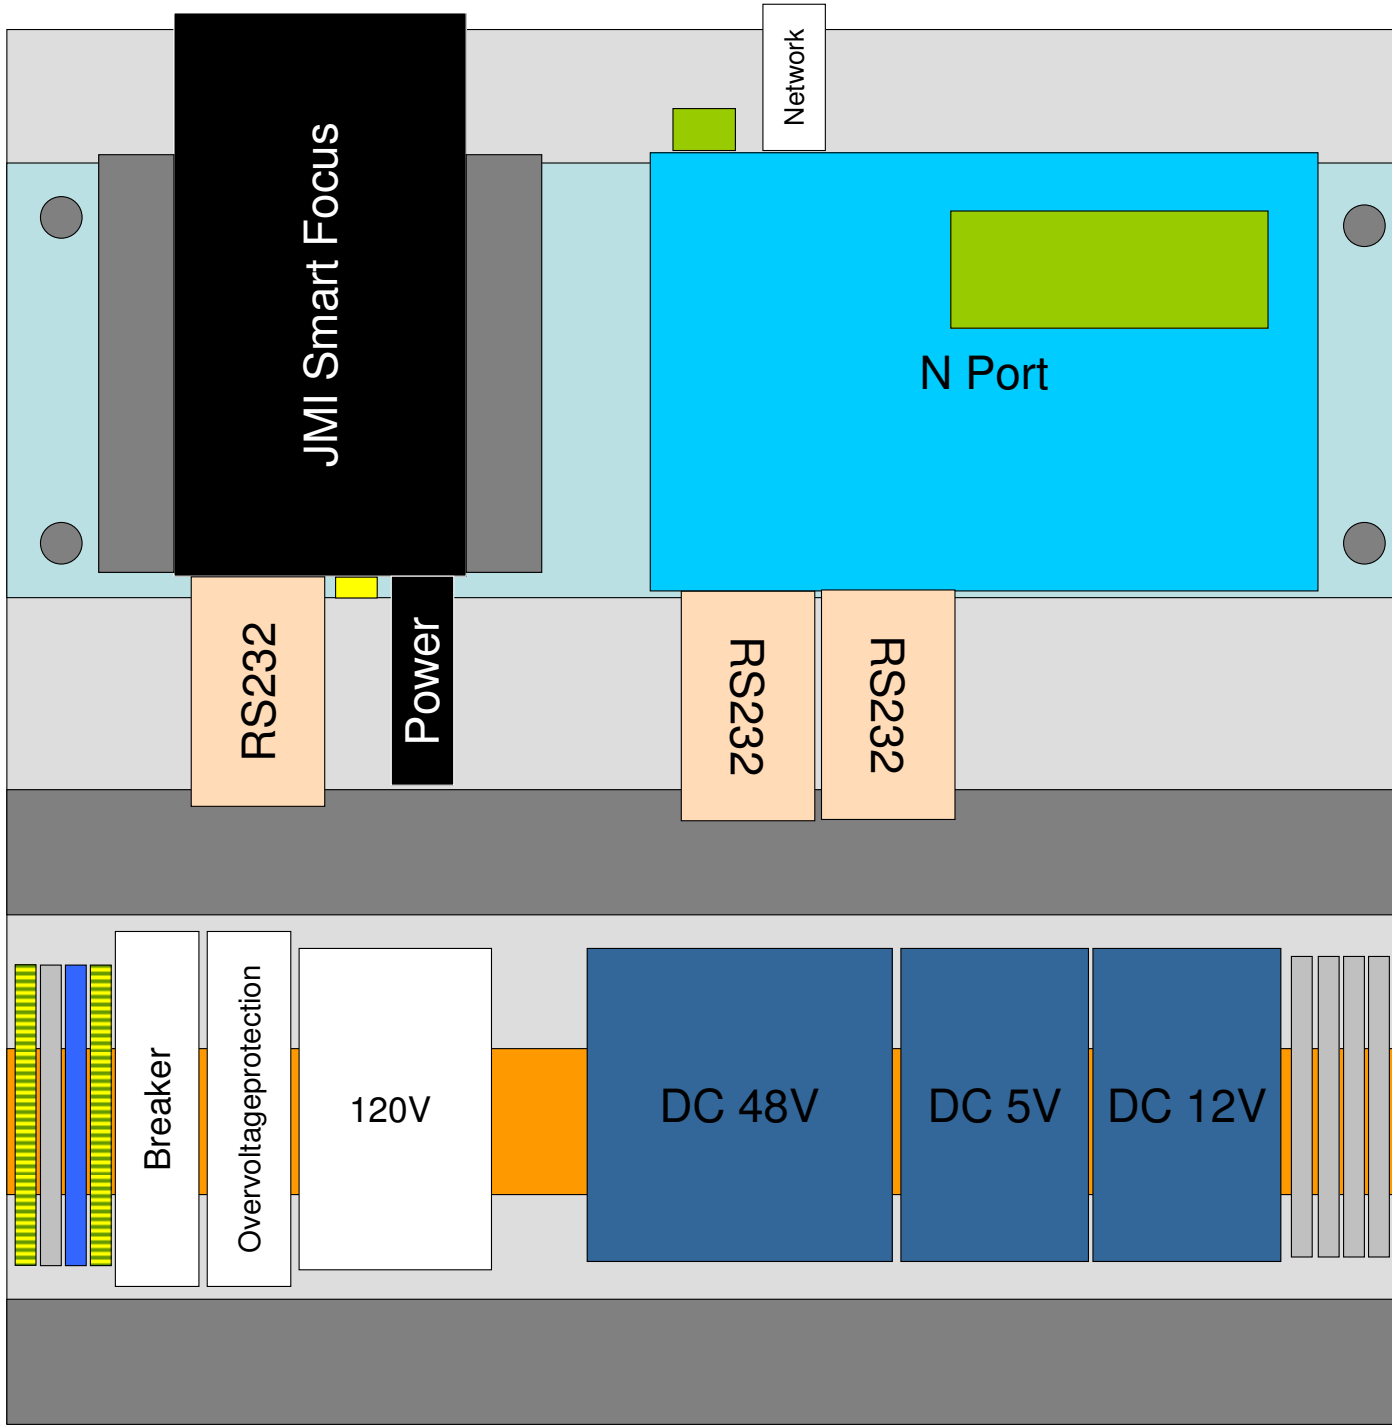 Network
JMI Smart Focus
N Port
RS232
Power
RS232
RS232
Breaker
Overvoltageprotection
120V
DC 48V
DC 5V
DC 12V